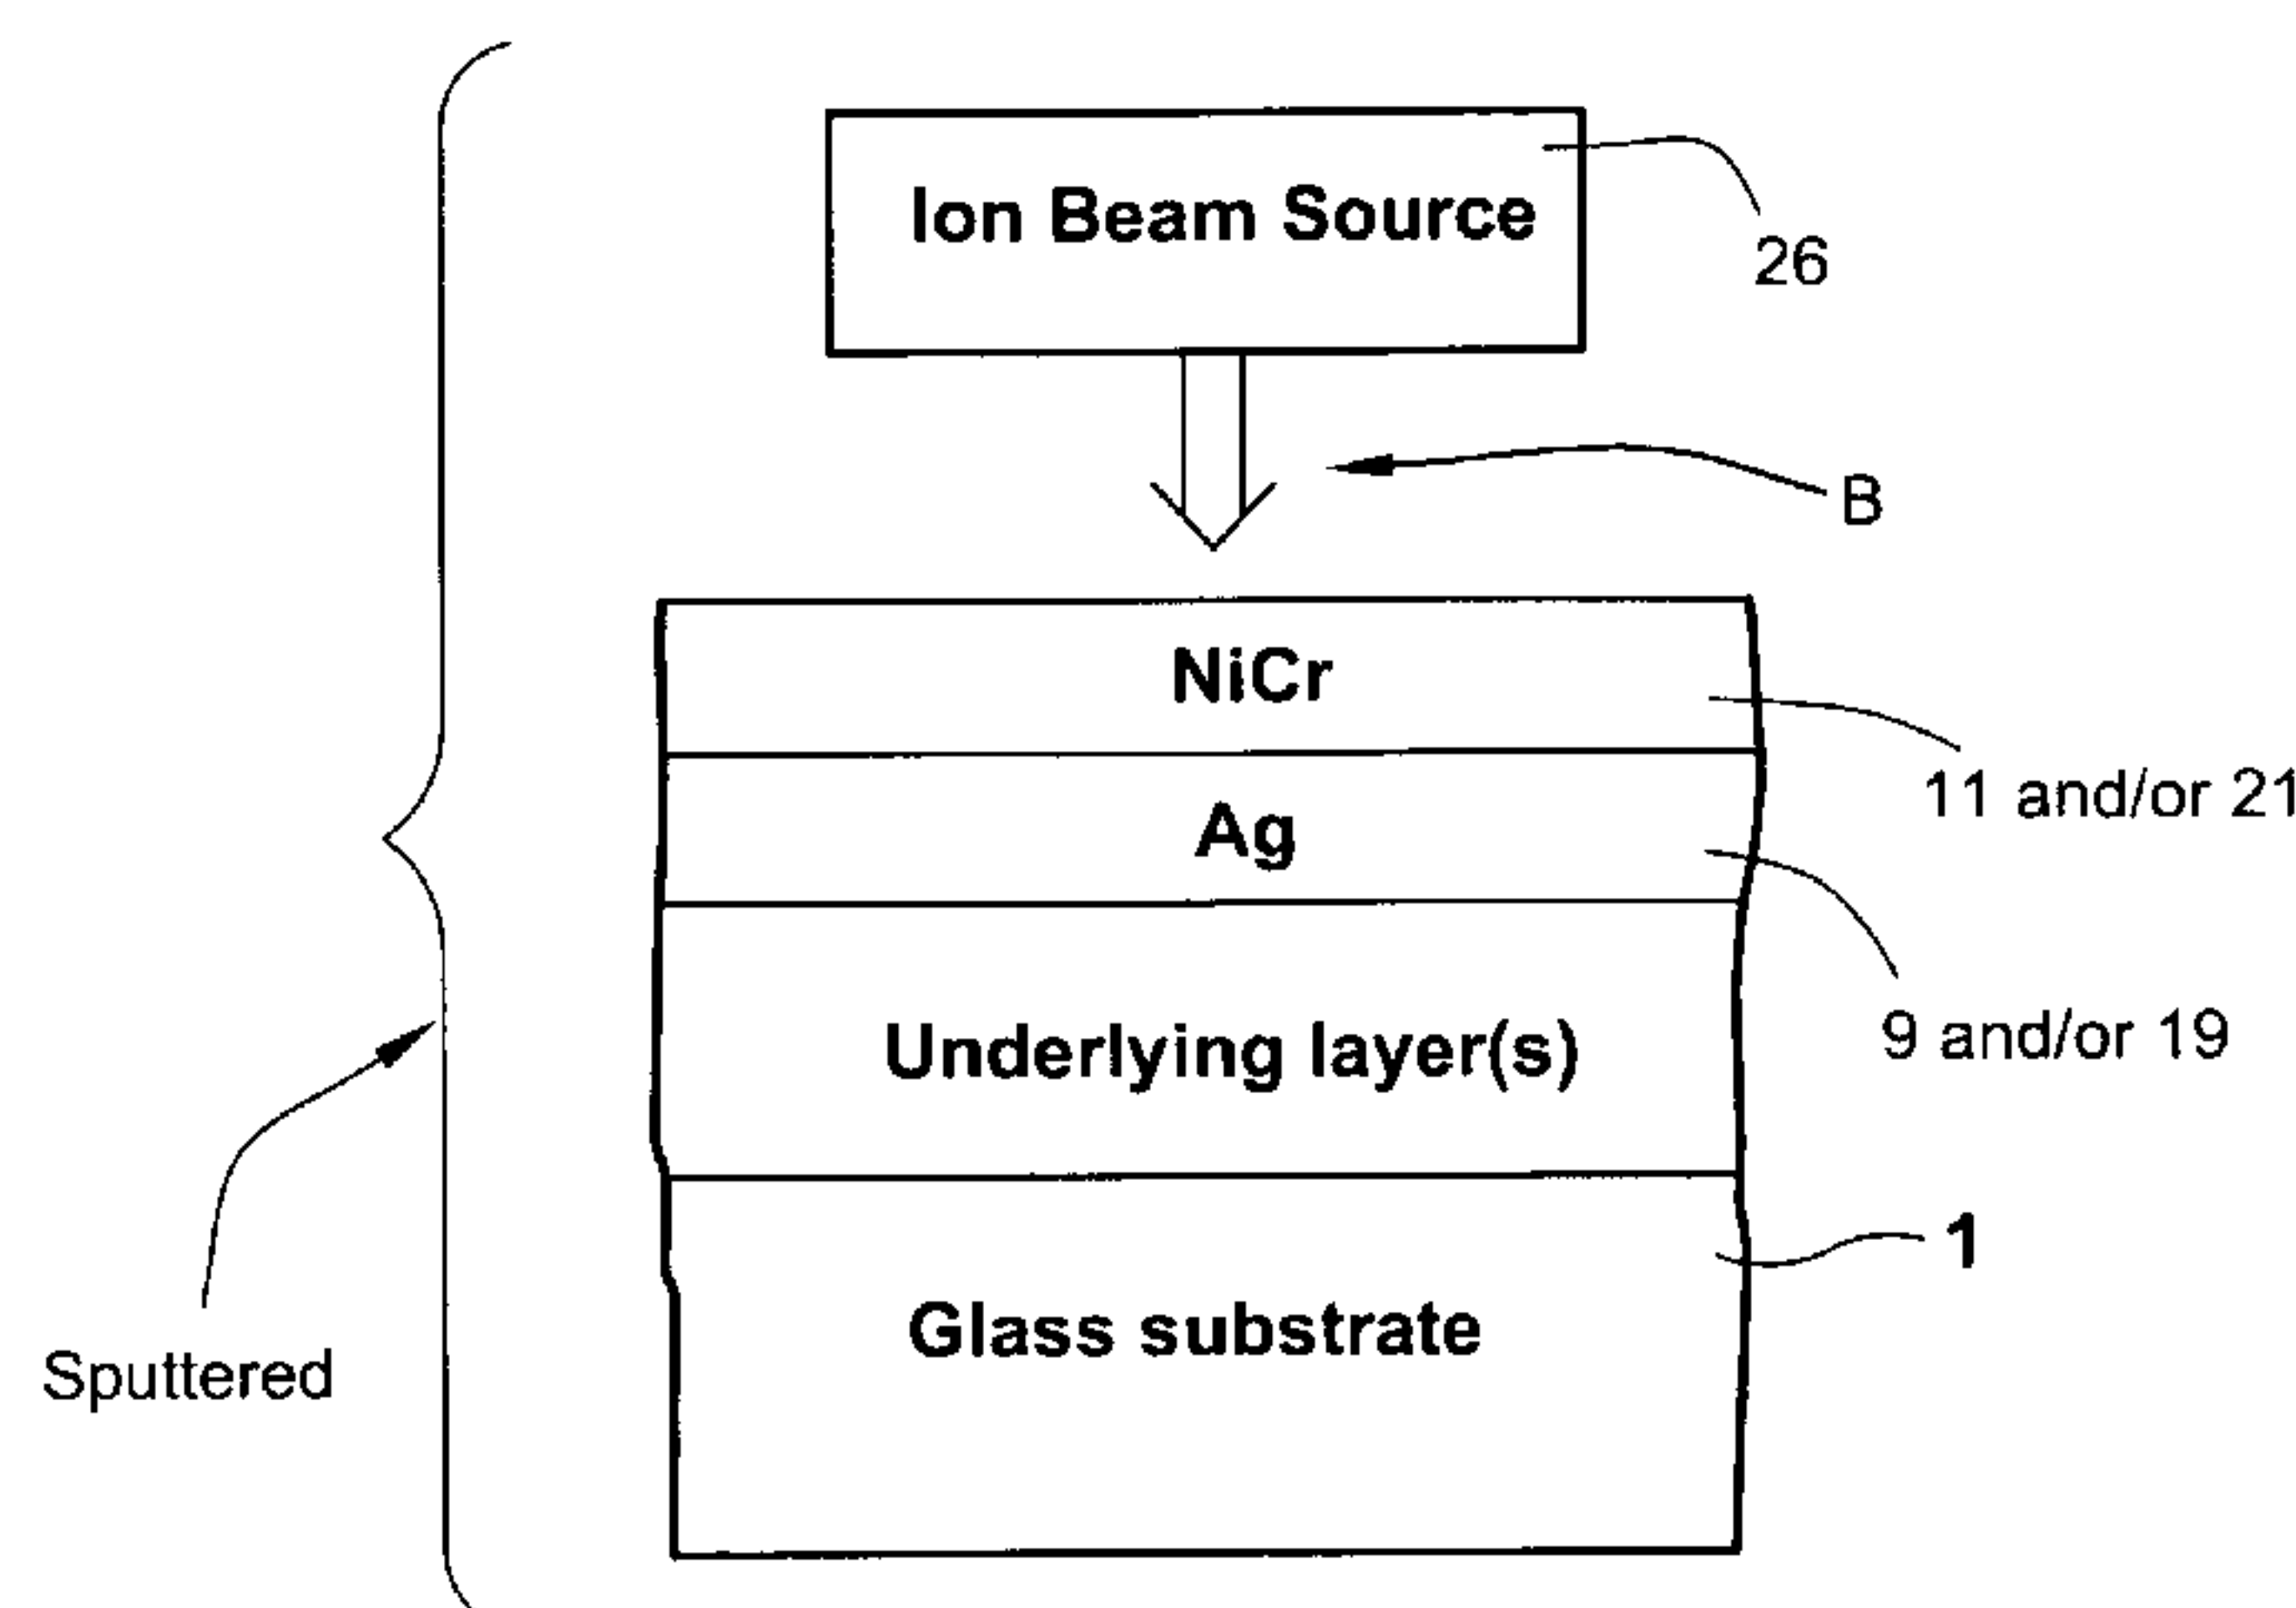 Ion Beam Source
26
B
NiCr
11 and/or 21
Ag
9 and/or 19
Underlying layer(s)
1
Glass substrate
Sputtered